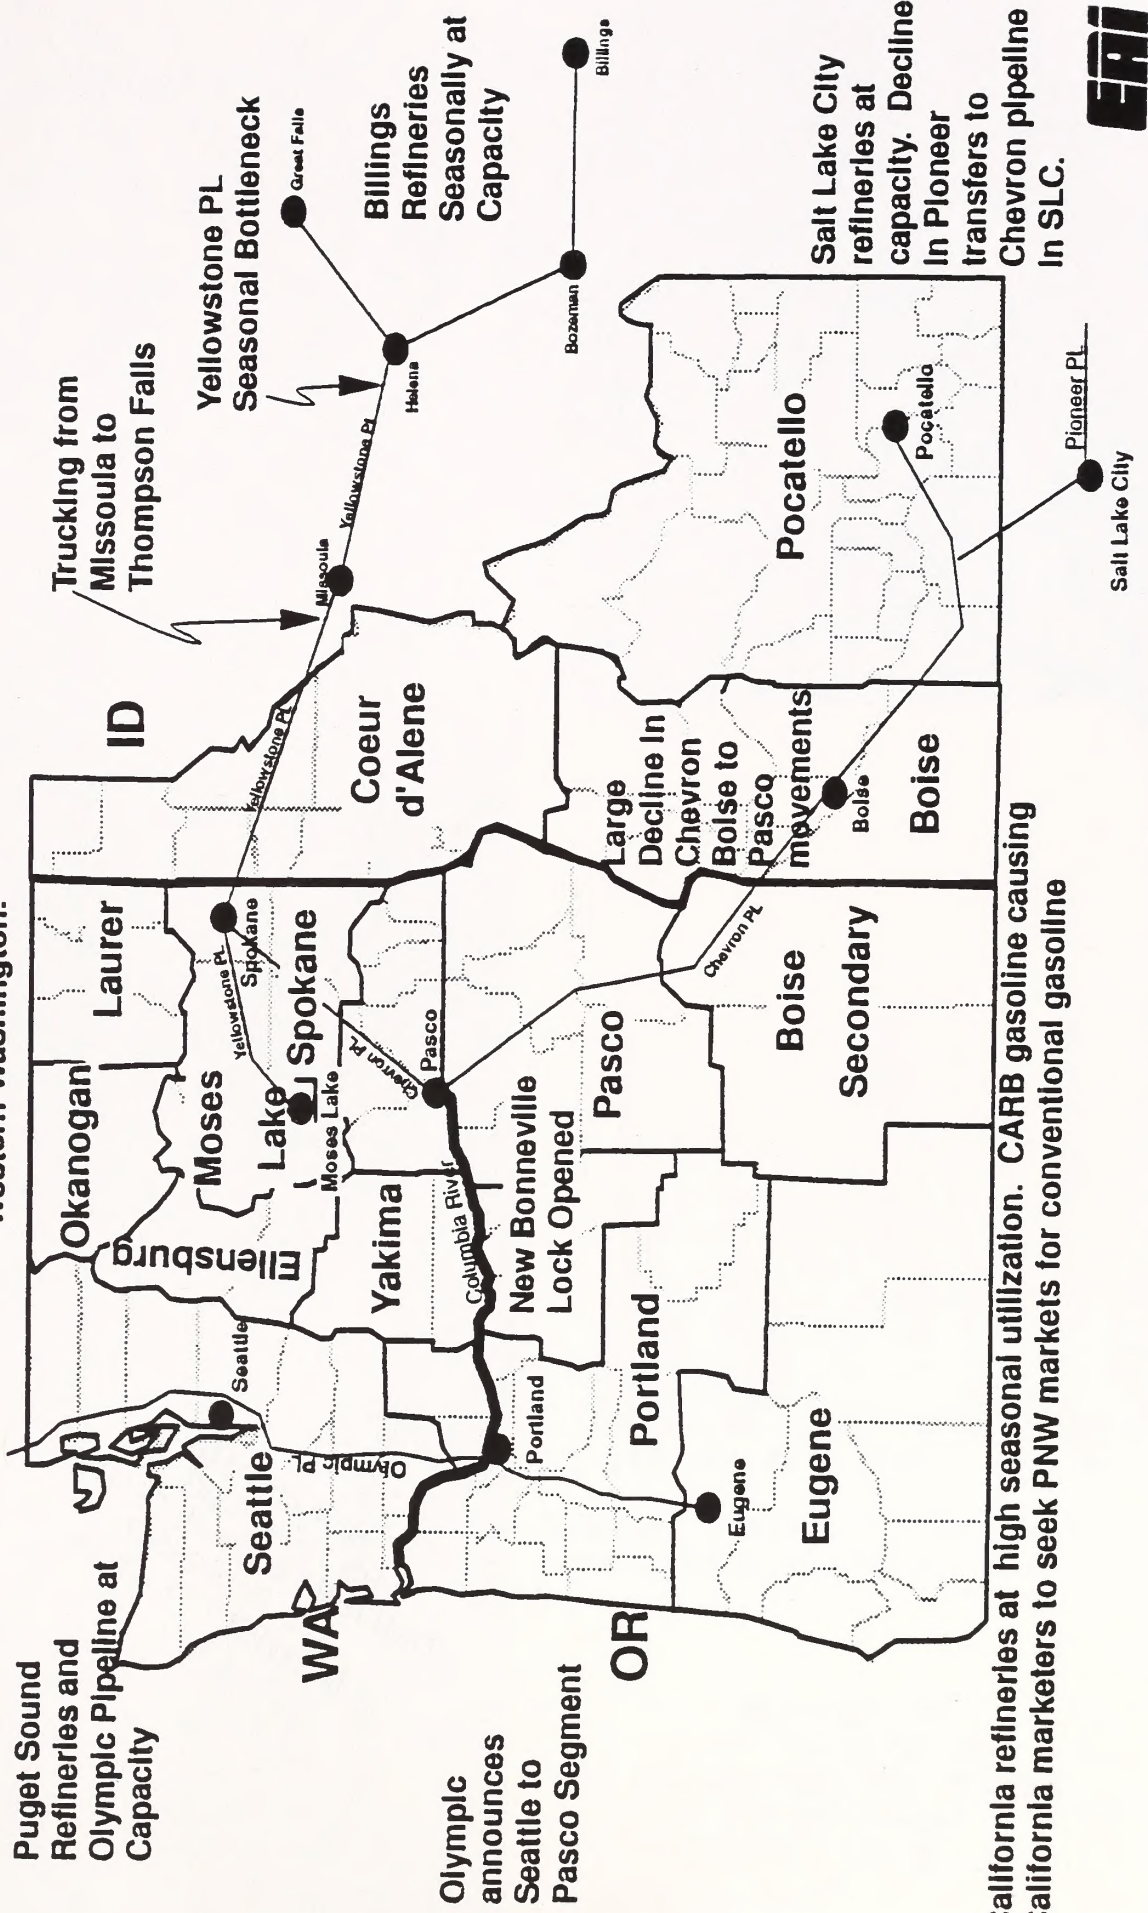 Western Washington.
Puget Sound
Refineries and
Olympic Pipeline at
Capacity
Trucking from
Missoula to
Thompson Falls
Yellowstone PL
Seasonal Bottleneck
Great Falls
Billings
Refineries
Seasonally at
Capacity
Billings
Bozeman
Helena
Yellowstone PL
Missoula
ID
Yellowstone PL
Coeur
d'Alene
Laurer
Spokane
Yellowstone PL
Spokane
Okanogan
Moses
Lake
Moses Lake
Ellensburg
Yakima
Seattle
Seattle
Olympic PL
WA
Chevron PL
Pasco
Columbia River
New Bonneville
Lock Opened
Pasco
Portland
Portland
Olympic
announces
Seattle to
Pasco Segment
OR
Eugene
Eugene
Chevron PL
Boise
Secondary
Large
Decline In
Chevron
Boise to
Pasco
movements
Boise
Boise
Pocatello
Pocatello
Salt Lake City
refineries at
capacity. Decline
In Pioneer
transfers to
Chevron pipeline
In SLC.
Pioneer PL
Salt Lake City
alifornia refineries at high seasonal utilization. CARB gasoline causing
alifornia marketers to seek PNW markets for conventional gasoline
EAI